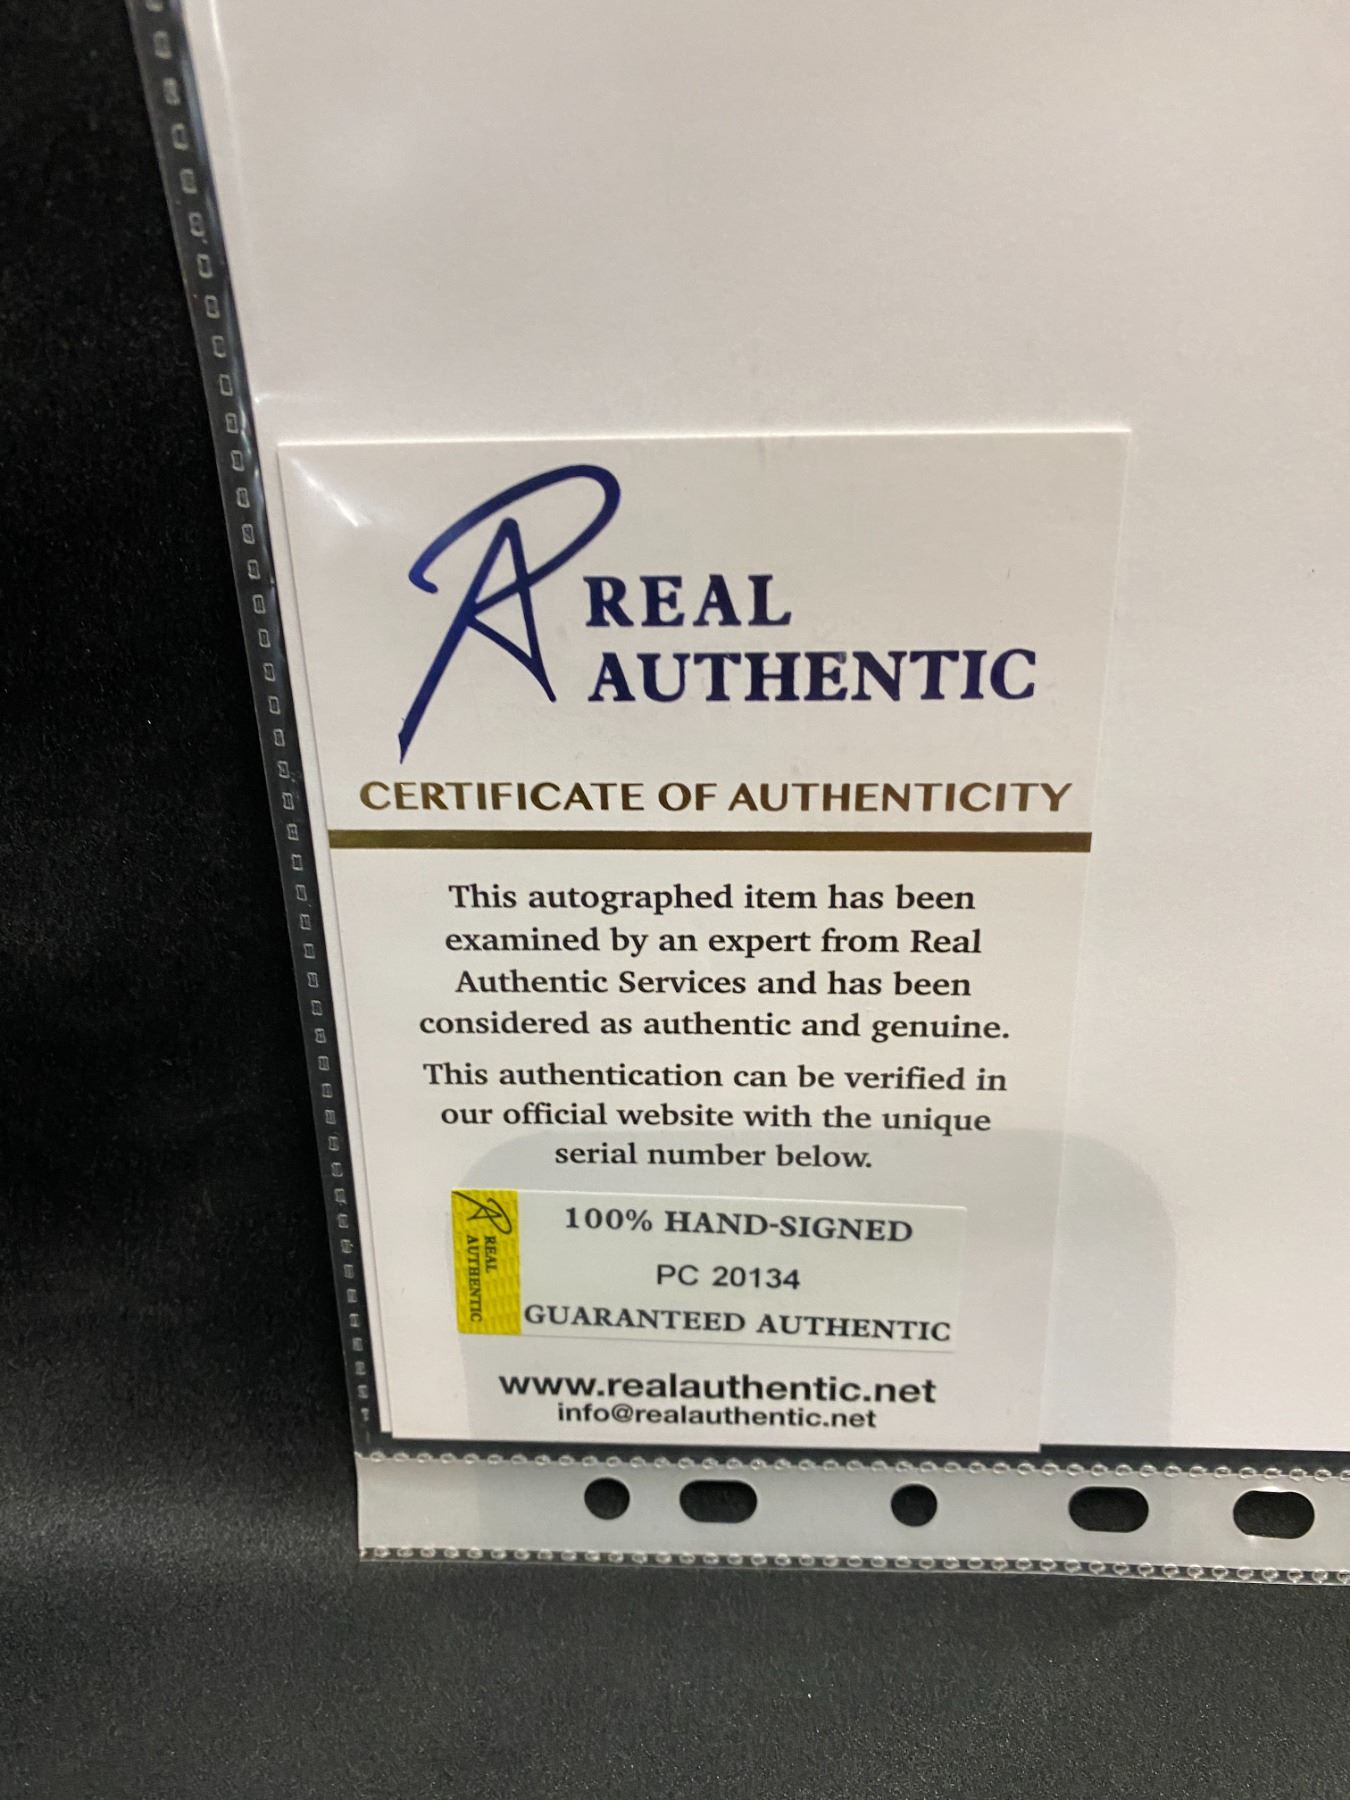 REAL
AUTHENTIC
CERTIFICATE OF AUTHENTICITY
This autographed item has been
examined by an expert from Real
Authentic Services and has been
considered as authentic and genuine.
This authentication can be verified in
our official website with the unique
serial number below.
REAL
AUTHENTIC
100% HAND-SIGNED
PC 20134
GUARANTEED AUTHENTIC
www.realauthentic.net
info@realauthentic.net